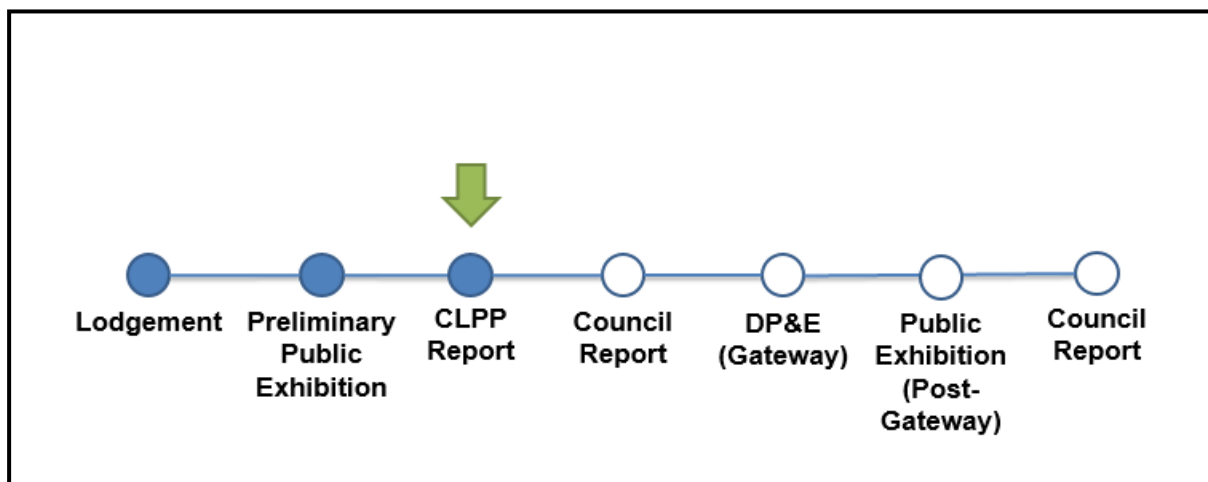 Lodgement
Preliminary
Public
Exhibition
CLPP
Report
Council
Report
DP&E
(Gateway)
Public
Exhibition
(Post-
Gateway)
Council
Report